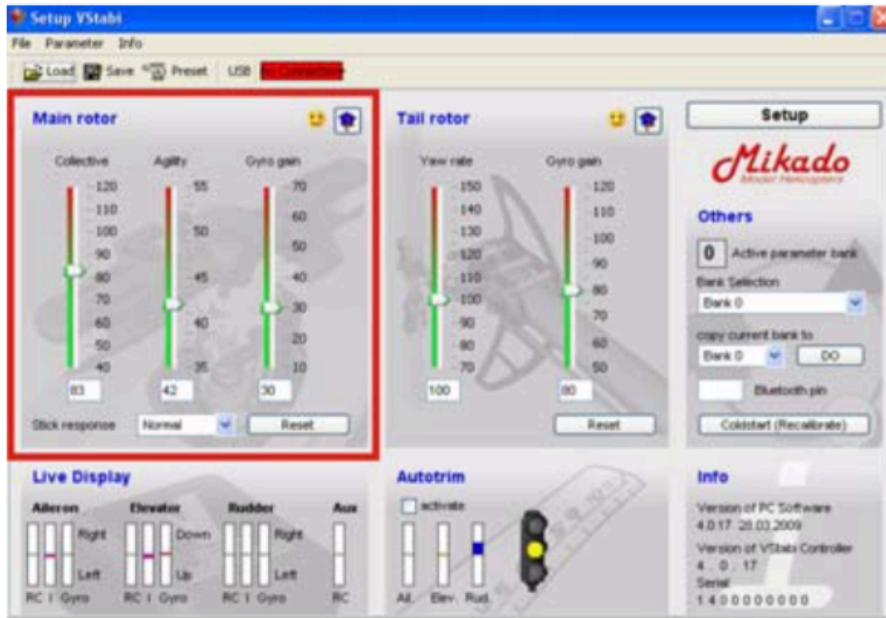 Setup VStabi
File Parameter Info
Load Save Preset USB No Connection
Main rotor
Collective Agility Gyro gain
120 55 70
110 60
100 50
90 50
80 45 40
70 30
60 40 20
50
40 35 10
83 42 30
Stick response Normal Reset
Tail rotor
Yaw rate Gyro gain
150 120
140 110
130 100
120 90
110 80
100 70
90 60
80 50
70
100 80
Reset
Setup
Mikado
Model Helicopters
Others
0 Active parameter bank
Bank Selection
Bank 0
copy current bank to
Bank 0 DO
Bluetooth pin
Coldstart (Recalibrate)
Live Display
Aileron Elevator Rudder Aux
Right Down Right
Left Up Left
RC I Gyro RC I Gyro RC I Gyro RC
Autotrim
activate
Ail. Elev. Rud.
Info
Version of PC Software
4.0.17 28.03.2009
Version of VStabi Controller
4 . 0 . 17
Serial
1 4 0 0 0 0 0 0 0 0